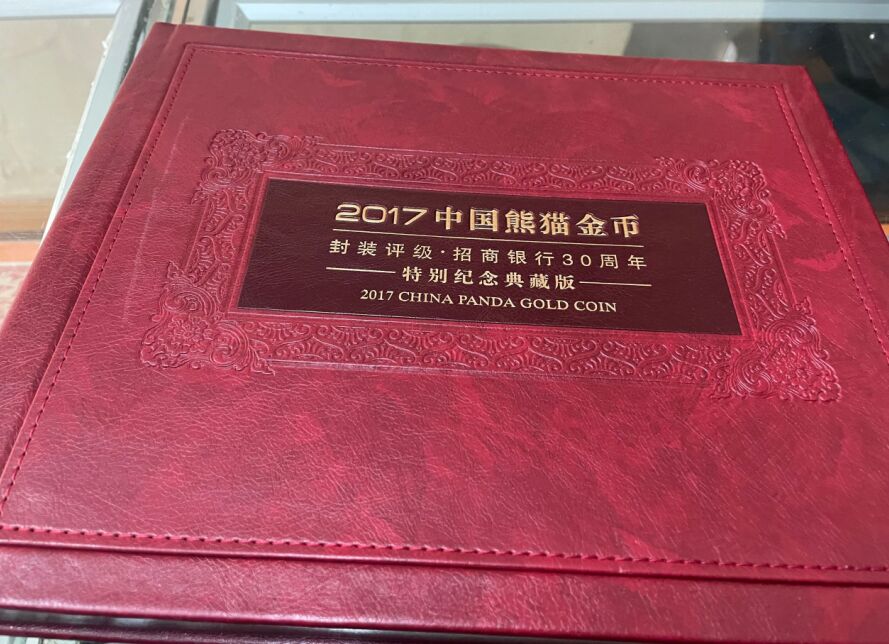 2017中国熊猫金币
封装评级·招商银行30周年
特别纪念典藏版
2017 CHINA PANDA GOLD COIN